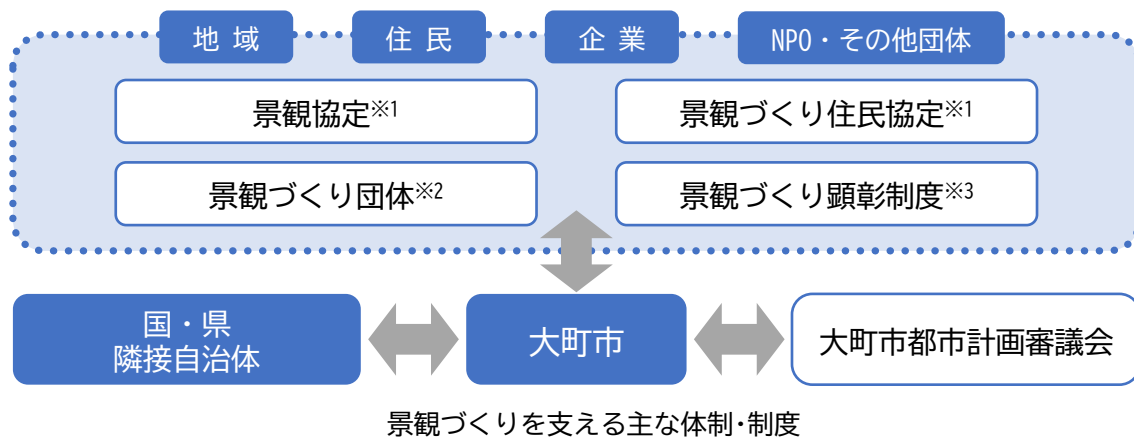 地 域
住 民
企 業
NPO・その他団体
景観協定※1
景観づくり住民協定※1
景観づくり団体※2
景観づくり顕彰制度※3
国・県
隣接自治体
大町市
大町市都市計画審議会
景観づくりを支える主な体制・制度